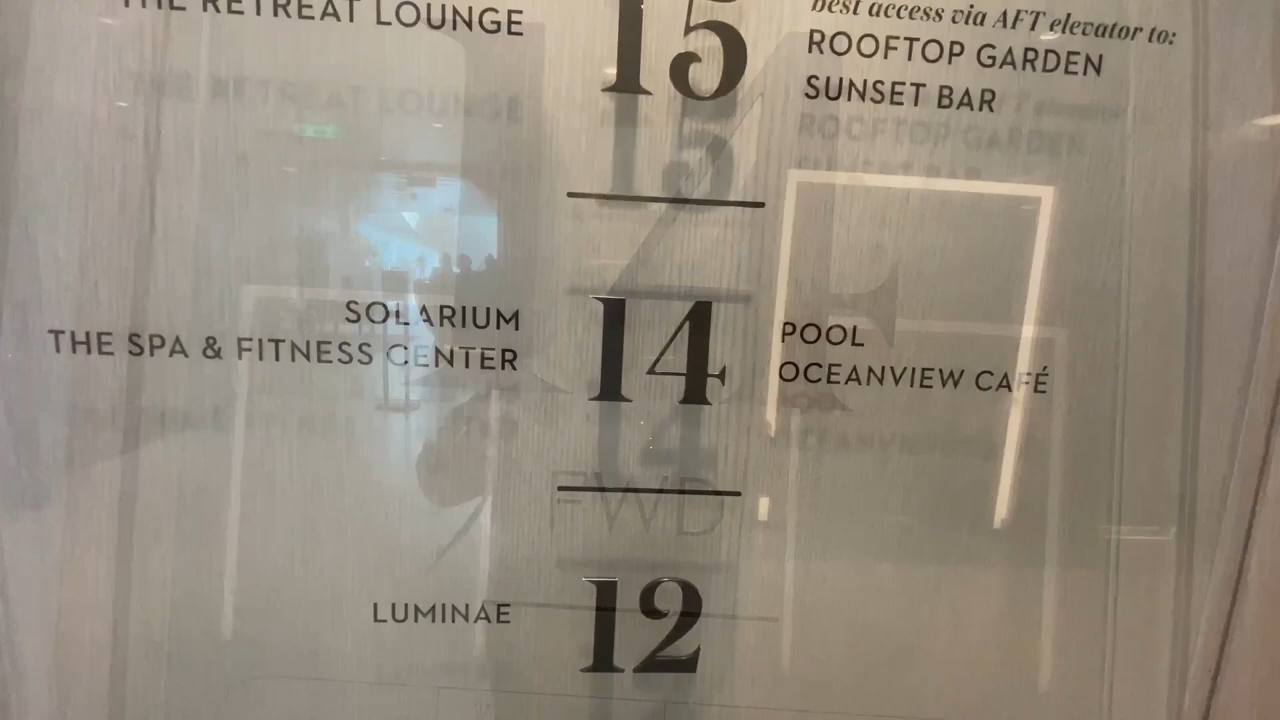 THE RETREAT LOUNGE
15
best access via AFT elevator to:
ROOFTOP GARDEN
SUNSET BAR
SOLARIUM
THE SPA & FITNESS CENTER
14
POOL
OCEANVIEW CAFÉ
FWD
LUMINAE
12